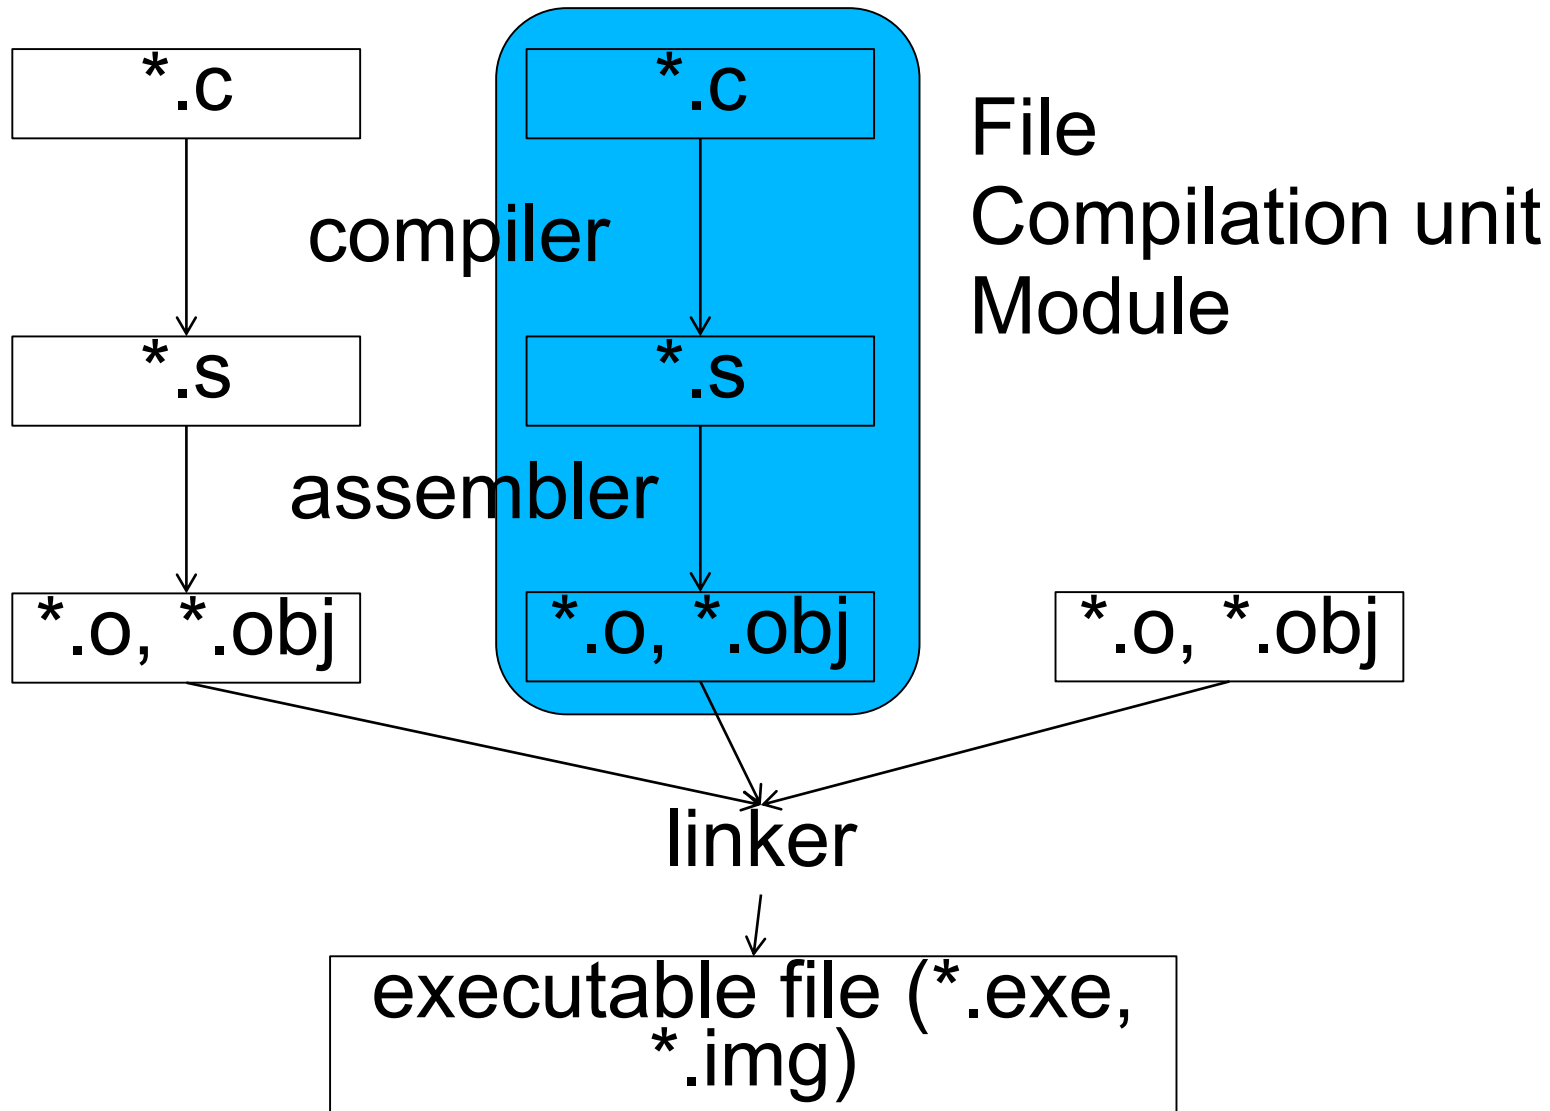 *.c
*.c
File
Compilation unit
Module
compiler
*.s
*.s
assembler
*.o, *.obj
*.o, *.obj
*.o, *.obj
linker
executable file (*.exe,
*.img)